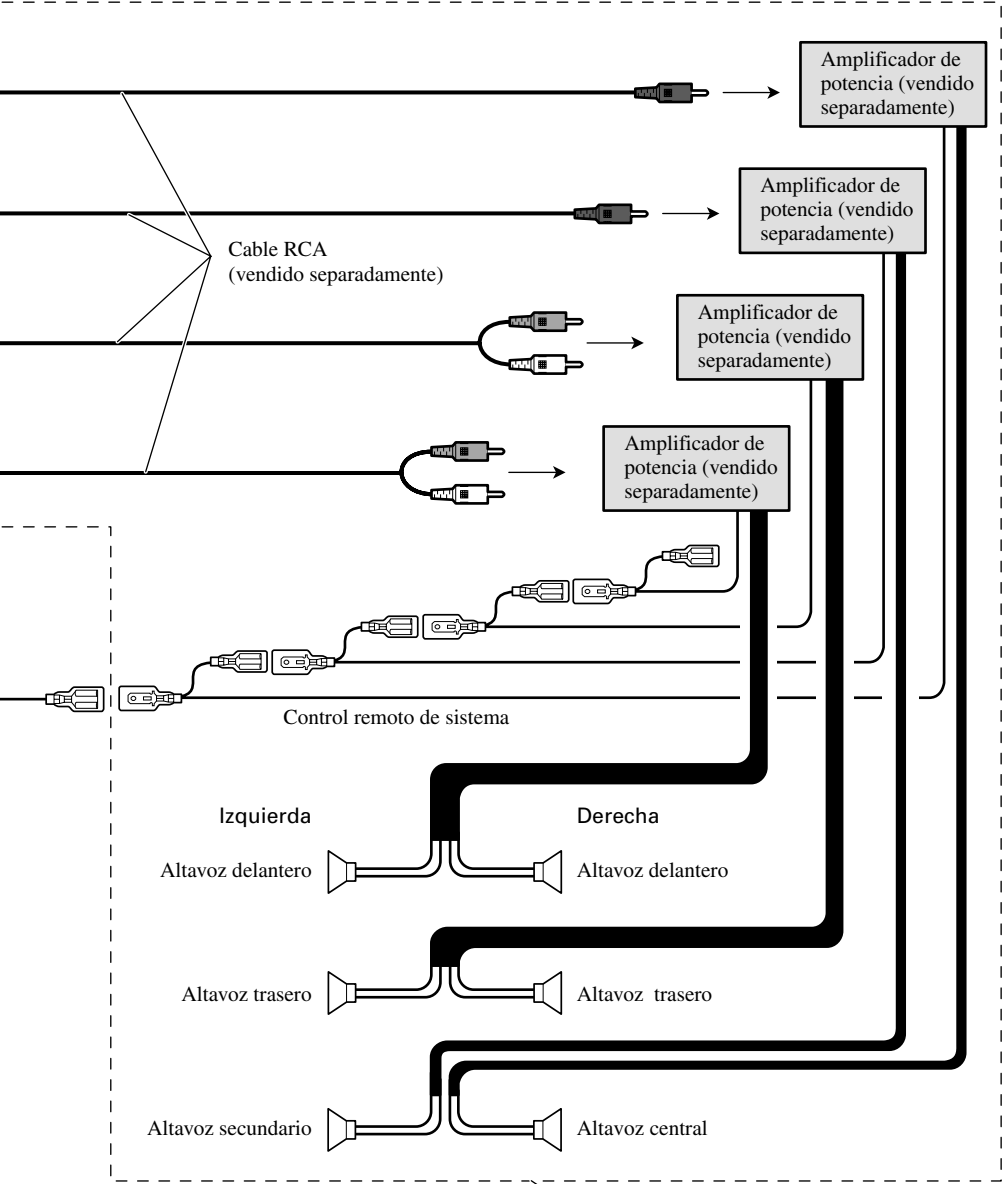 Amplificador de
potencia (vendido
separadamente)
Amplificador de
potencia (vendido
separadamente)
Cable RCA
(vendido separadamente)
Amplificador de
potencia (vendido
separadamente)
Amplificador de
potencia (vendido
separadamente)
Control remoto de sistema
Izquierda
Derecha
Altavoz delantero
Altavoz delantero
Altavoz trasero
Altavoz trasero
Altavoz secundario
Altavoz central